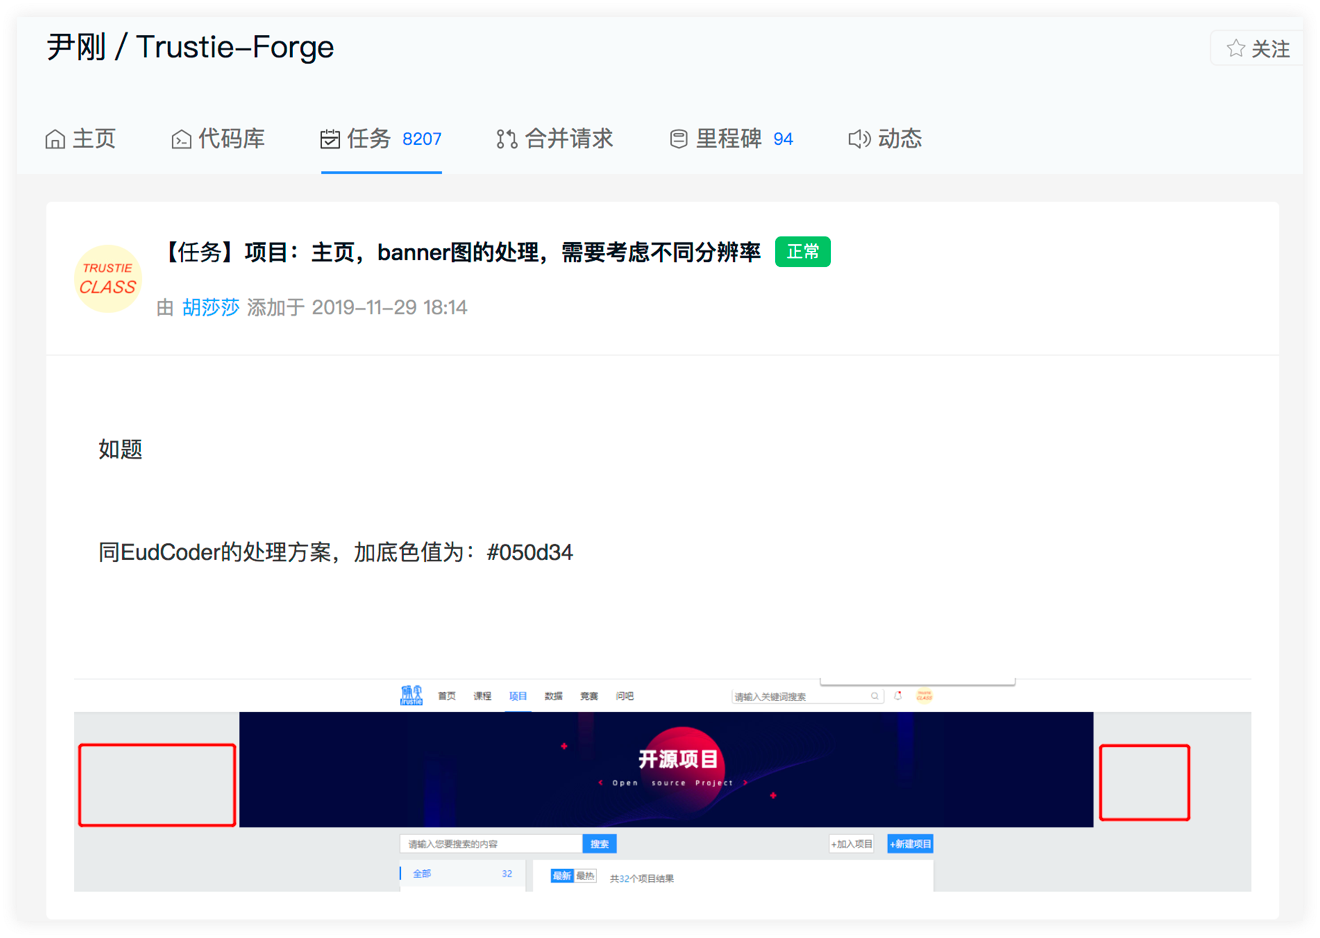 尹刚 / Trustie-Forge
关注
主页
代码库
任务 8207
合并请求
里程碑 94
动态
TRUSTIE
CLASS
【任务】项目：主页，banner图的处理，需要考虑不同分辨率 正常
由 胡莎莎 添加于 2019-11-29 18:14
如题
同EudCoder的处理方案，加底色值为：#050d34
首页 课程 项目 数据 竞赛 问吧
请输入关键词搜索
开源项目
Open source Project
请输入您要搜索的内容 搜索
+加入项目 +新建项目
全部 32
最新 最热 共32个项目结果